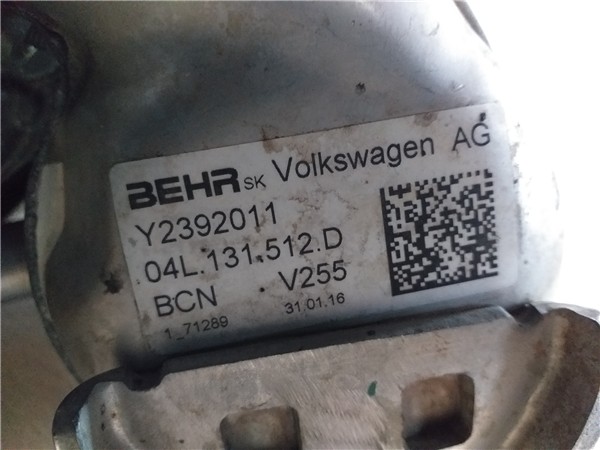 BEHR SK Volkswagen AG
Y2392011
04L.131.512.D
BCN V255
1_71289 31.01.16